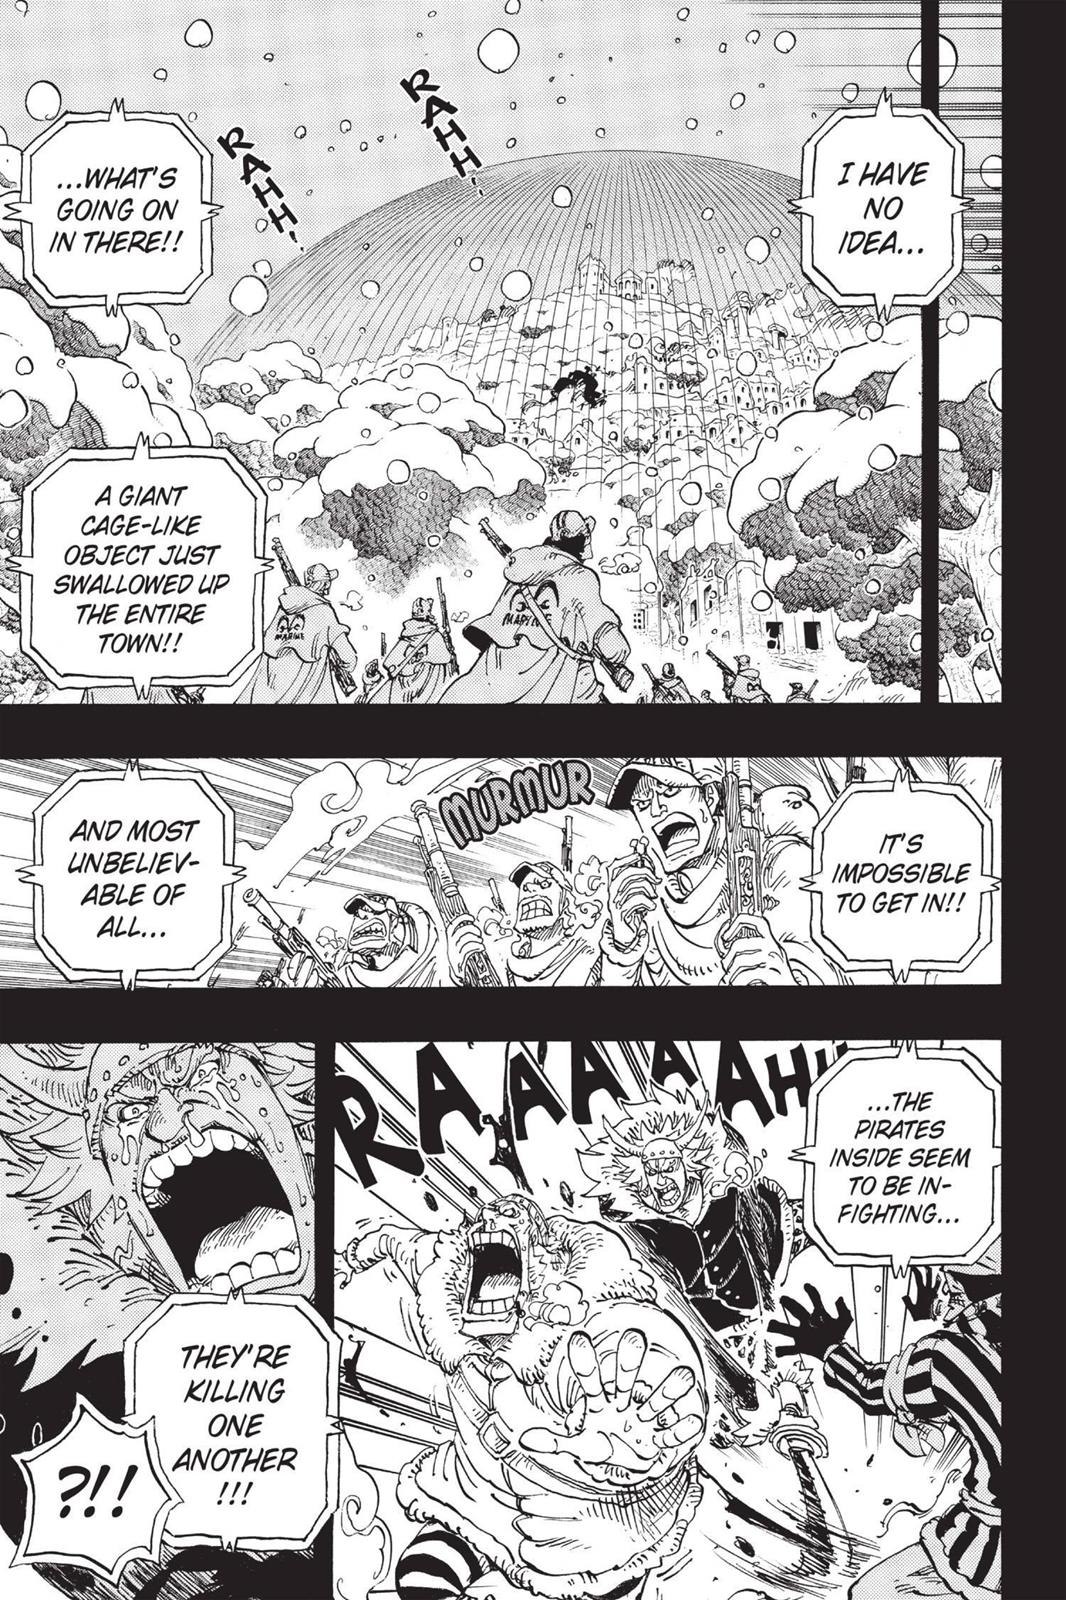 I HAVE
NO
IDEA...
RAHH!
RAHH!
...WHAT'S
GOING ON
IN THERE!!
A GIANT
CAGE-LIKE
OBJECT JUST
SWALLOWED UP
THE ENTIRE
TOWN!!
MARINE
MARINE
IT'S
IMPOSSIBLE
TO GET IN!!
MURMUR
AND MOST
UNBELIEV-
ABLE OF
ALL...
...THE
PIRATES
INSIDE SEEM
TO BE IN-
FIGHTING...
RAAAAAHH!!
THEY'RE
KILLING
ONE
ANOTHER
!!!
?!!